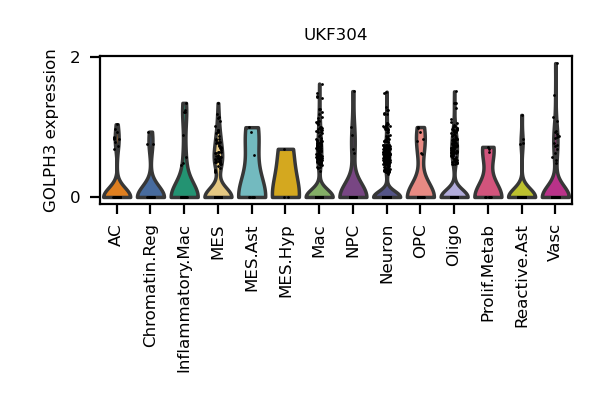 UKF304
GOLPH3 expression
2
0
AC
Chromatin.Reg
Inflammatory.Mac
MES
MES.Ast
MES.Hyp
Mac
NPC
Neuron
OPC
Oligo
Prolif.Metab
Reactive.Ast
Vasc